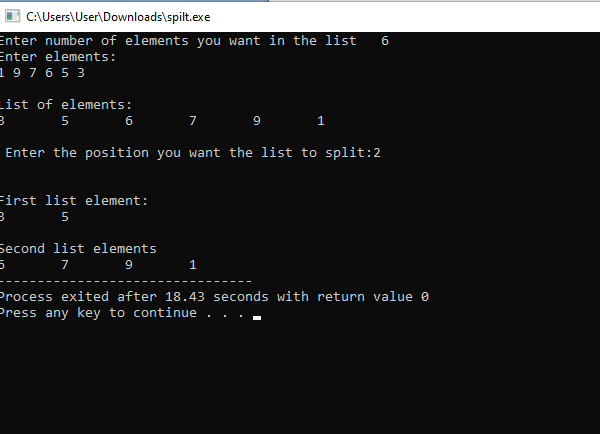 C:\Users\User\Downloads\spilt.exe
Enter number of elements you want in the list   6
Enter elements:
1 9 7 6 5 3
List of elements:
3       5       6       7       9       1
Enter the position you want the list to split:2
First list element:
3       5
Second list elements
6       7       9       1
--------------------------------
Process exited after 18.43 seconds with return value 0
Press any key to continue . . .